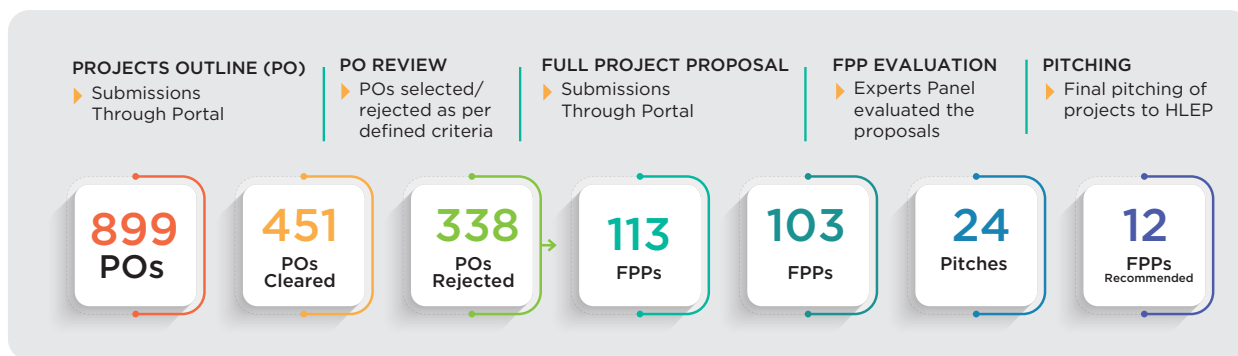 PROJECTS OUTLINE (PO)
Submissions
Through Portal
PO REVIEW
POs selected/
rejected as per
defined criteria
FULL PROJECT PROPOSAL
Submissions
Through Portal
FPP EVALUATION
Experts Panel
evaluated the
proposals
PITCHING
Final pitching of
projects to HLEP
899
POs
451
POs
Cleared
338
POs
Rejected
113
FPPs
103
FPPs
24
Pitches
12
FPPs
Recommended